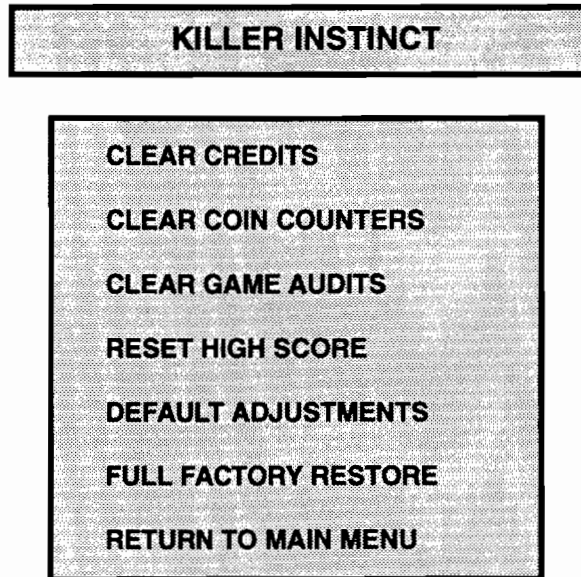 KILLER INSTINCT
CLEAR CREDITS
CLEAR COIN COUNTERS
CLEAR GAME AUDITS
RESET HIGH SCORE
DEFAULT ADJUSTMENTS
FULL FACTORY RESTORE
RETURN TO MAIN MENU